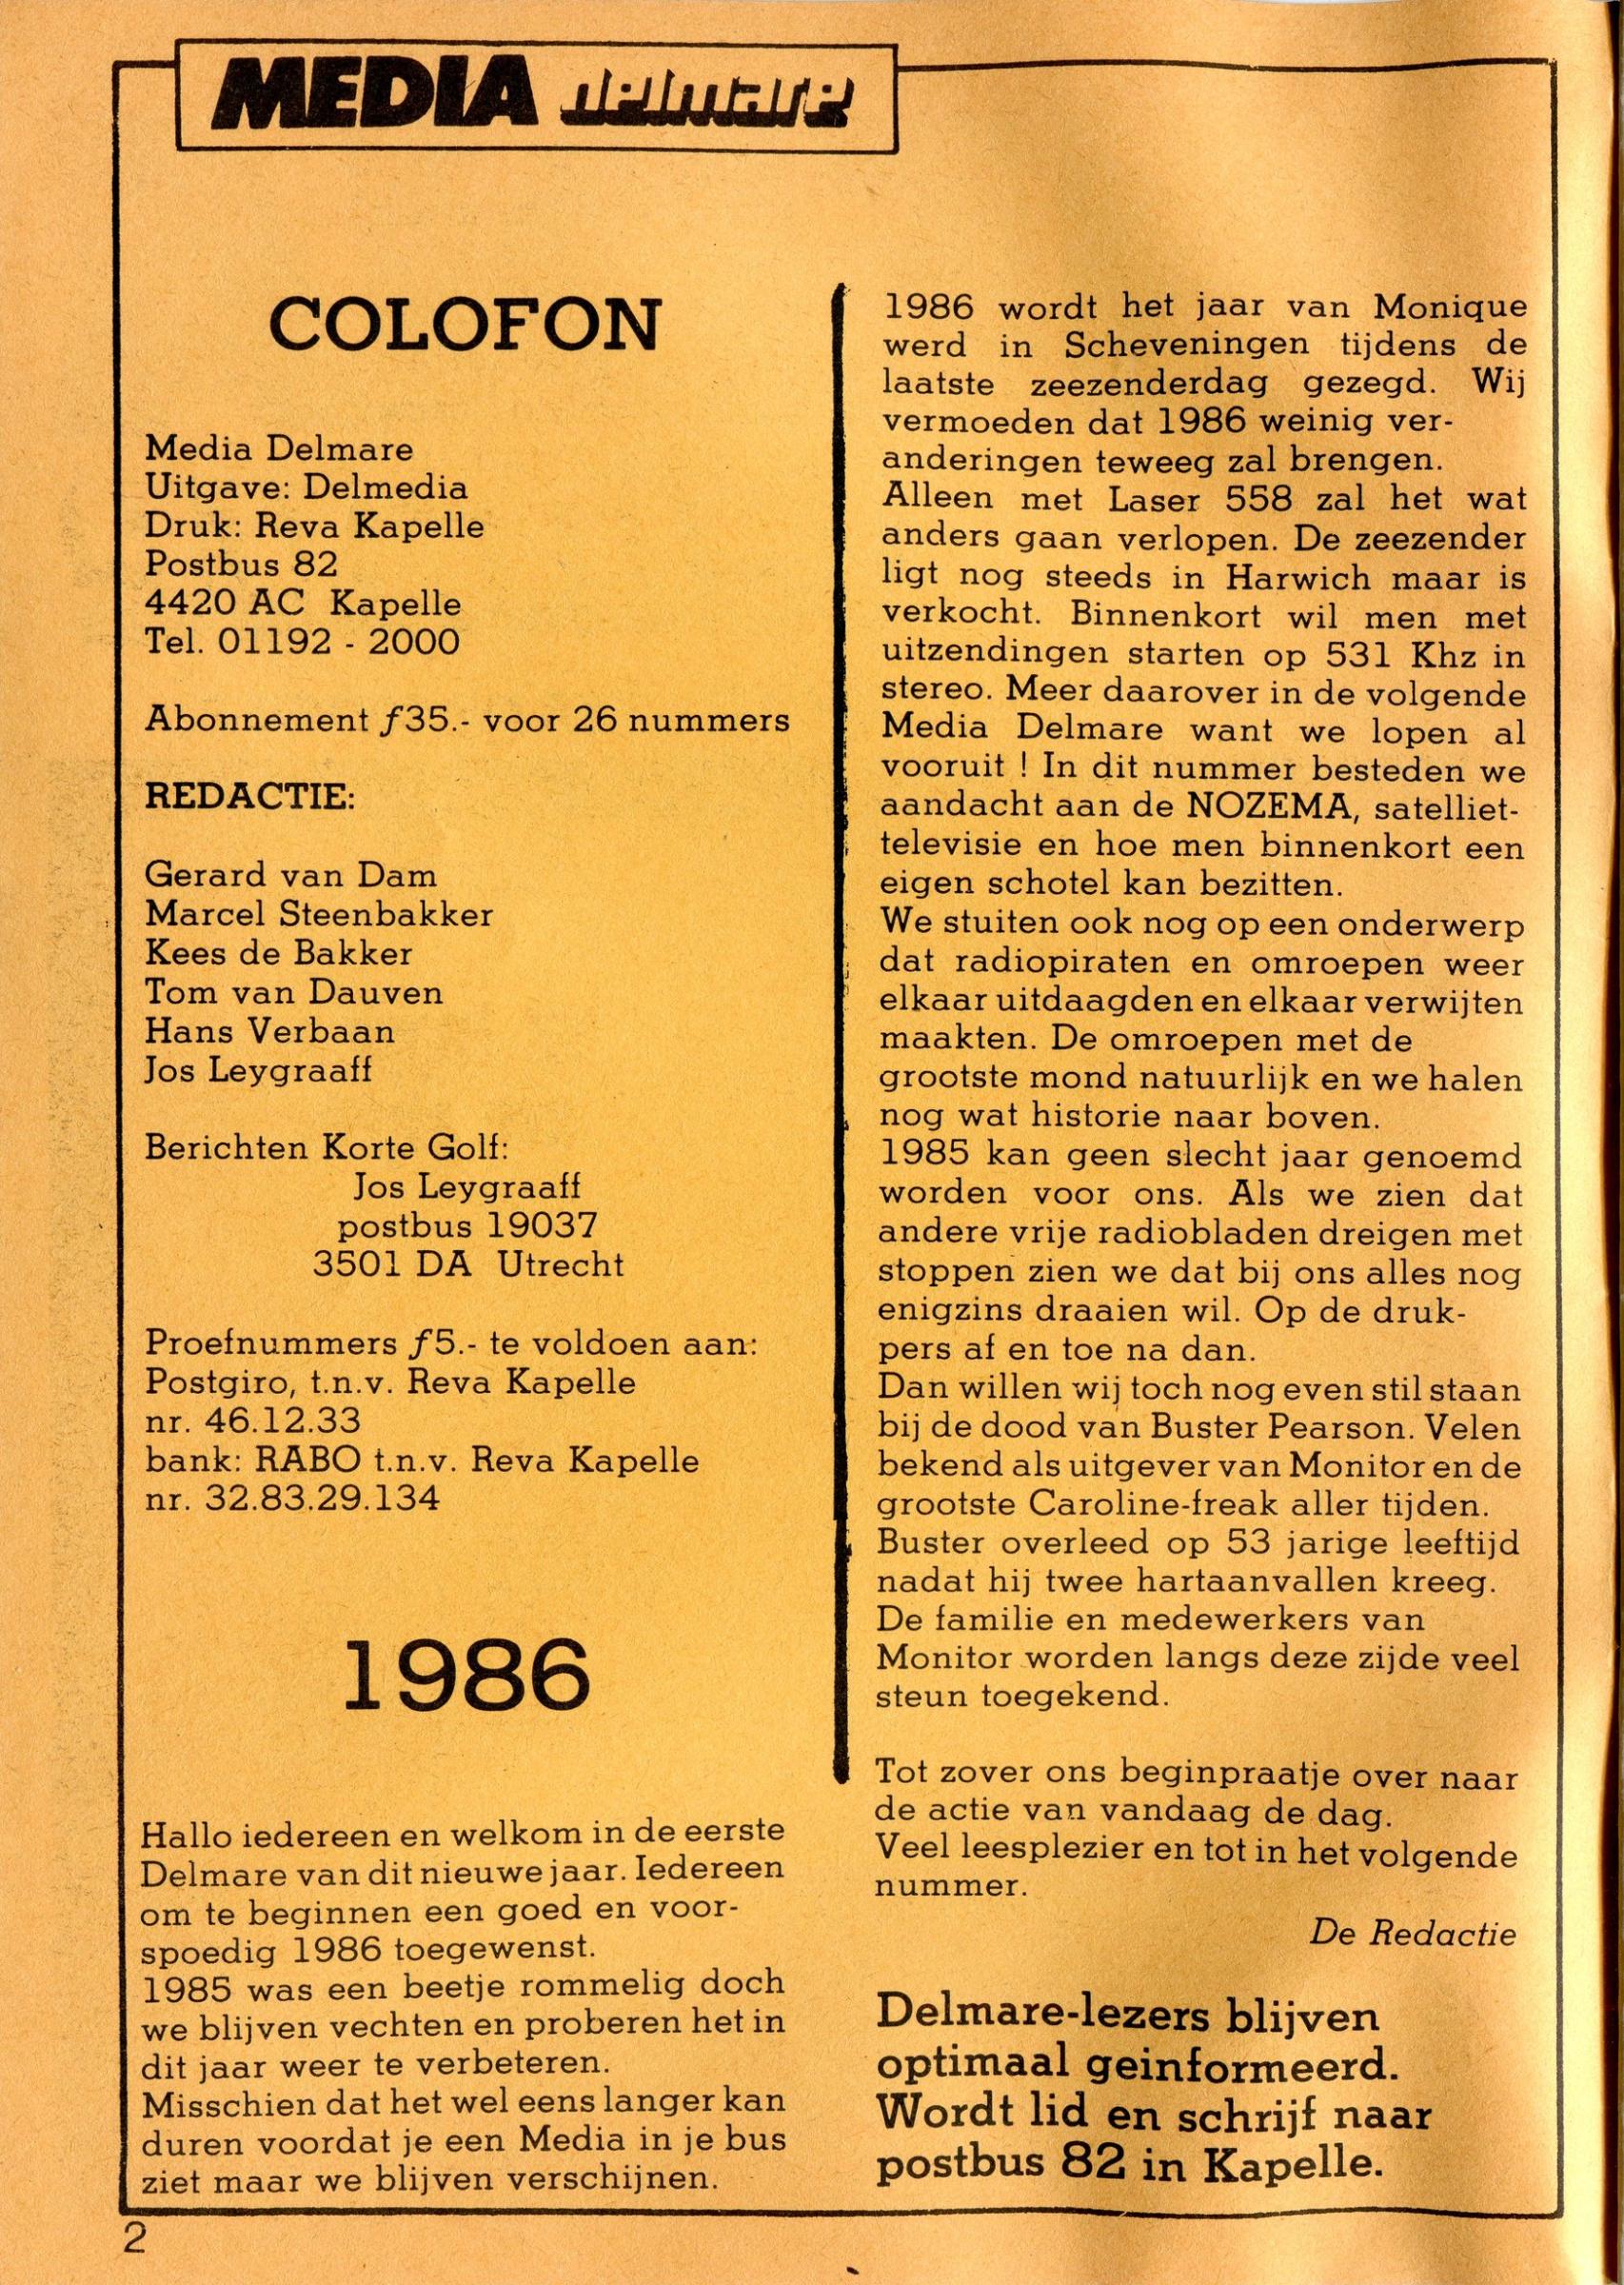 MEDIA delmare
COLOFON
Media Delmare
Uitgave: Delmedia
Druk: Reva Kapelle
Postbus 82
4420 AC Kapelle
Tel. 01192 - 2000
Abonnement ƒ35.- voor 26 nummers
REDACTIE:
Gerard van Dam
Marcel Steenbakker
Kees de Bakker
Tom van Dauven
Hans Verbaan
Jos Leygraaff
Berichten Korte Golf:
Jos Leygraaff
postbus 19037
3501 DA Utrecht
Proefnummers ƒ5.- te voldoen aan:
Postgiro, t.n.v. Reva Kapelle
nr. 46.12.33
bank: RABO t.n.v. Reva Kapelle
nr. 32.83.29.134
1986
Hallo iedereen en welkom in de eerste
Delmare van dit nieuwe jaar. Iedereen
om te beginnen een goed en voor-
spoedig 1986 toegewenst.
1985 was een beetje rommelig doch
we blijven vechten en proberen het in
dit jaar weer te verbeteren.
Misschien dat het wel eens langer kan
duren voordat je een Media in je bus
ziet maar we blijven verschijnen.
1986 wordt het jaar van Monique
werd in Scheveningen tijdens de
laatste zeezenderdag gezegd. Wij
vermoeden dat 1986 weinig ver-
anderingen teweeg zal brengen.
Alleen met Laser 558 zal het wat
anders gaan verlopen. De zeezender
ligt nog steeds in Harwich maar is
verkocht. Binnenkort wil men met
uitzendingen starten op 531 Khz in
stereo. Meer daarover in de volgende
Media Delmare want we lopen al
vooruit ! In dit nummer besteden we
aandacht aan de NOZEMA, satelliet-
televisie en hoe men binnenkort een
eigen schotel kan bezitten.
We stuiten ook nog op een onderwerp
dat radiopiraten en omroepen weer
elkaar uitdaagden en elkaar verwijten
maakten. De omroepen met de
grootste mond natuurlijk en we halen
nog wat historie naar boven.
1985 kan geen slecht jaar genoemd
worden voor ons. Als we zien dat
andere vrije radiobladen dreigen met
stoppen zien we dat bij ons alles nog
enigzins draaien wil. Op de druk-
pers af en toe na dan.
Dan willen wij toch nog even stil staan
bij de dood van Buster Pearson. Velen
bekend als uitgever van Monitor en de
grootste Caroline-freak aller tijden.
Buster overleed op 53 jarige leeftijd
nadat hij twee hartaanvallen kreeg.
De familie en medewerkers van
Monitor worden langs deze zijde veel
steun toegekend.
Tot zover ons beginpraatje over naar
de actie van vandaag de dag.
Veel leesplezier en tot in het volgende
nummer.
De Redactie
Delmare-lezers blijven
optimaal geinformeerd.
Wordt lid en schrijf naar
postbus 82 in Kapelle.
2